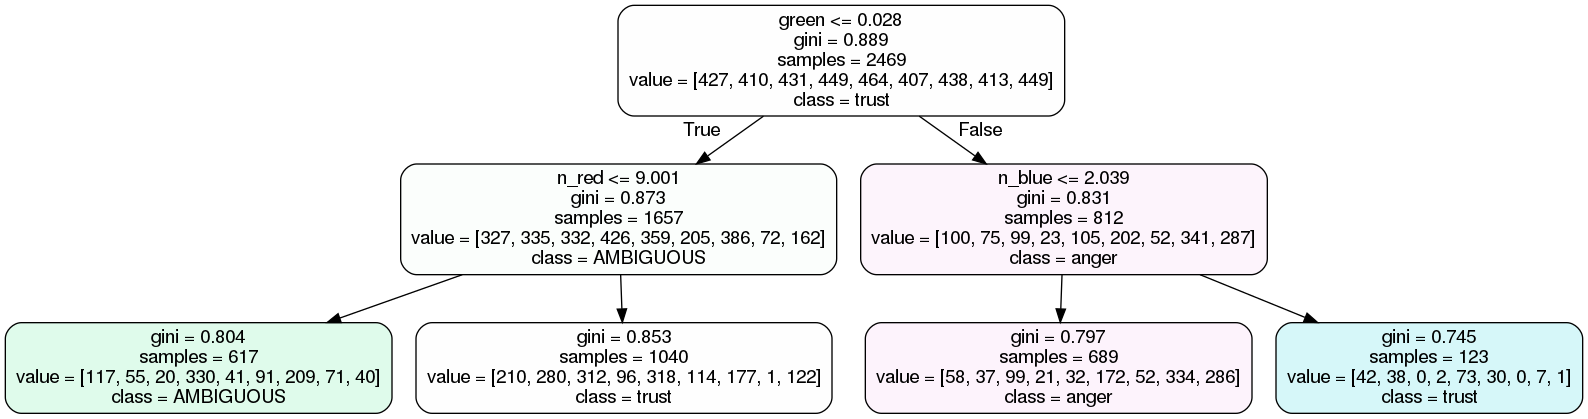 green <= 0.028
gini = 0.889
samples = 2469
value = [427, 410, 431, 449, 464, 407, 438, 413, 449]
class = trust
True
False
n_red <= 9.001
gini = 0.873
samples = 1657
value = [327, 335, 332, 426, 359, 205, 386, 72, 162]
class = AMBIGUOUS
n_blue <= 2.039
gini = 0.831
samples = 812
value = [100, 75, 99, 23, 105, 202, 52, 341, 287]
class = anger
gini = 0.804
samples = 617
value = [117, 55, 20, 330, 41, 91, 209, 71, 40]
class = AMBIGUOUS
gini = 0.853
samples = 1040
value = [210, 280, 312, 96, 318, 114, 177, 1, 122]
class = trust
gini = 0.797
samples = 689
value = [58, 37, 99, 21, 32, 172, 52, 334, 286]
class = anger
gini = 0.745
samples = 123
value = [42, 38, 0, 2, 73, 30, 0, 7, 1]
class = trust